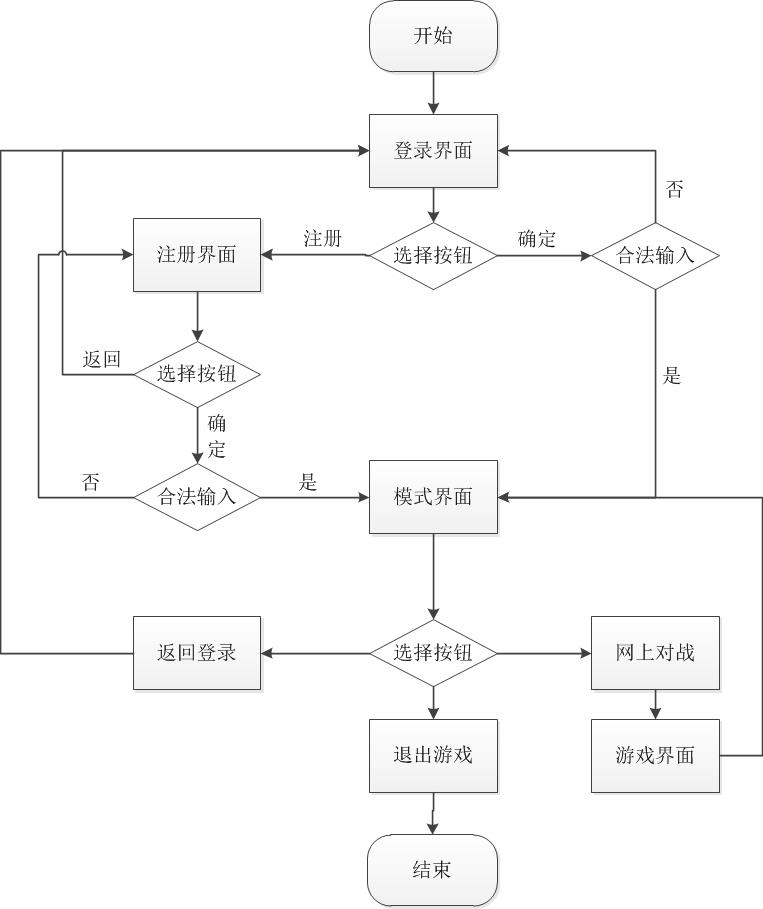 开始
登录界面
否
注册
确定
注册界面
选择按钮
合法输入
返回
选择按钮
是
确
定
否
合法输入
是
模式界面
返回登录
选择按钮
网上对战
退出游戏
游戏界面
结束